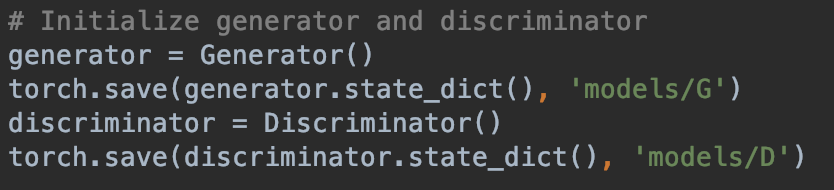 # Initialize generator and discriminator
generator = Generator()
torch.save(generator.state_dict(), 'models/G')
discriminator = Discriminator()
torch.save(discriminator.state_dict(), 'models/D')